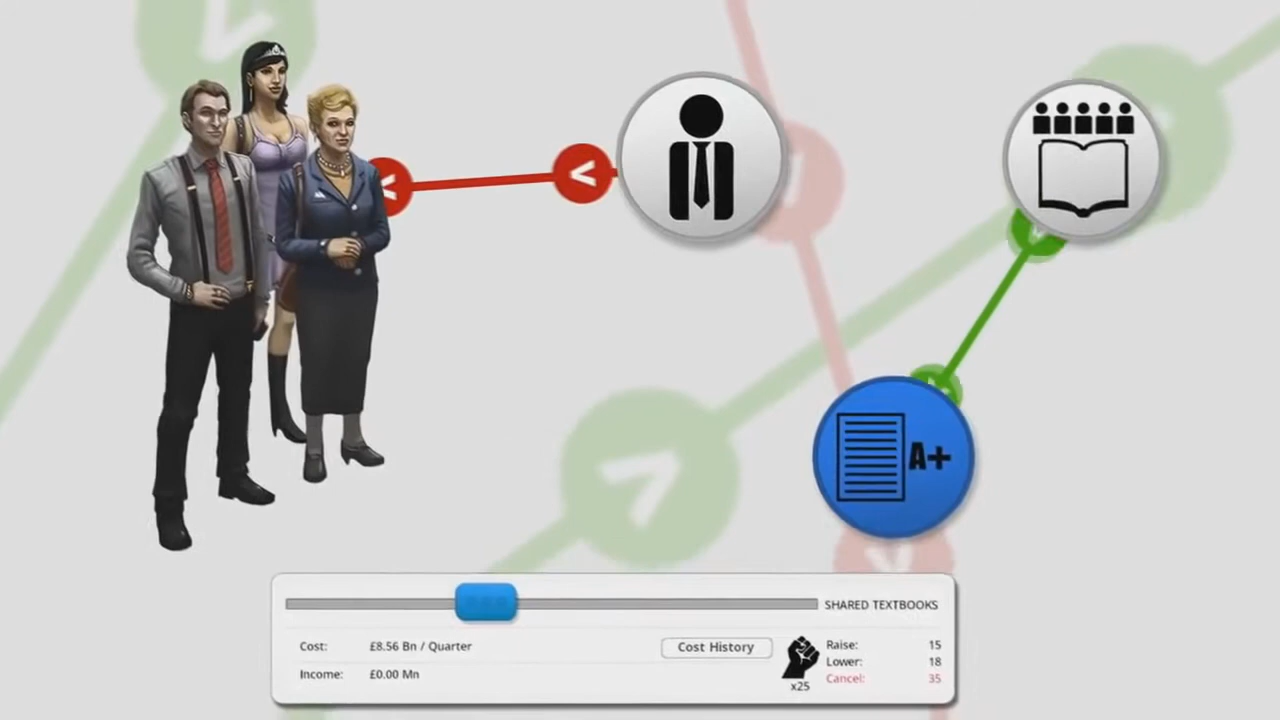 A+
SHARED TEXTBOOKS
Cost: £8.56 Bn / Quarter
Cost History
Income: £0.00 Mn
x25
Raise: 15
Lower: 18
Cancel: 35